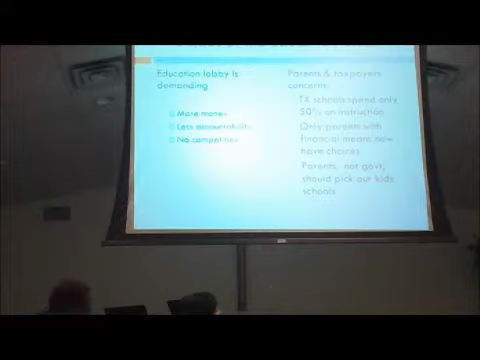 Education lobby is
demanding
More money
Less accountability
No competition
Parents & taxpayers
concerns:
TX schools spend only
50% on instruction
Only parents with
financial means now
have choices
Parents, not govt,
should pick our kids
schools